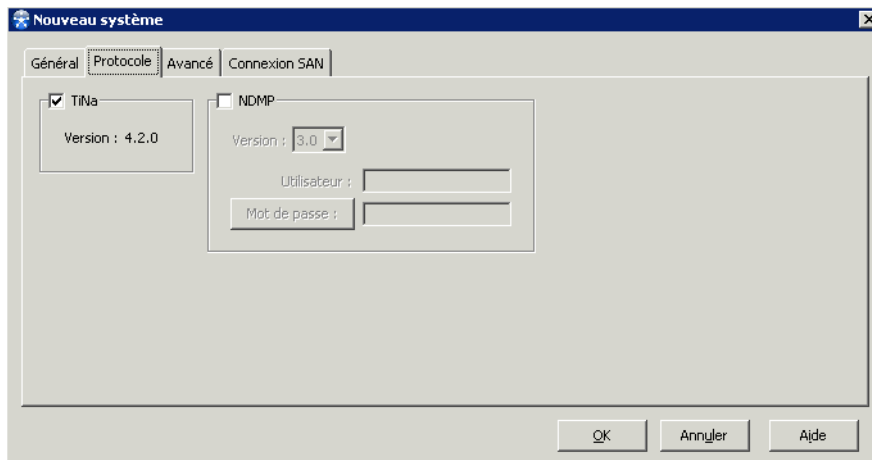 Nouveau système
Général Protocole Avancé Connexion SAN
TiNa
Version : 4.2.0
NDMP
Version : 3.0
Utilisateur :
Mot de passe :
OK Annuler Aide